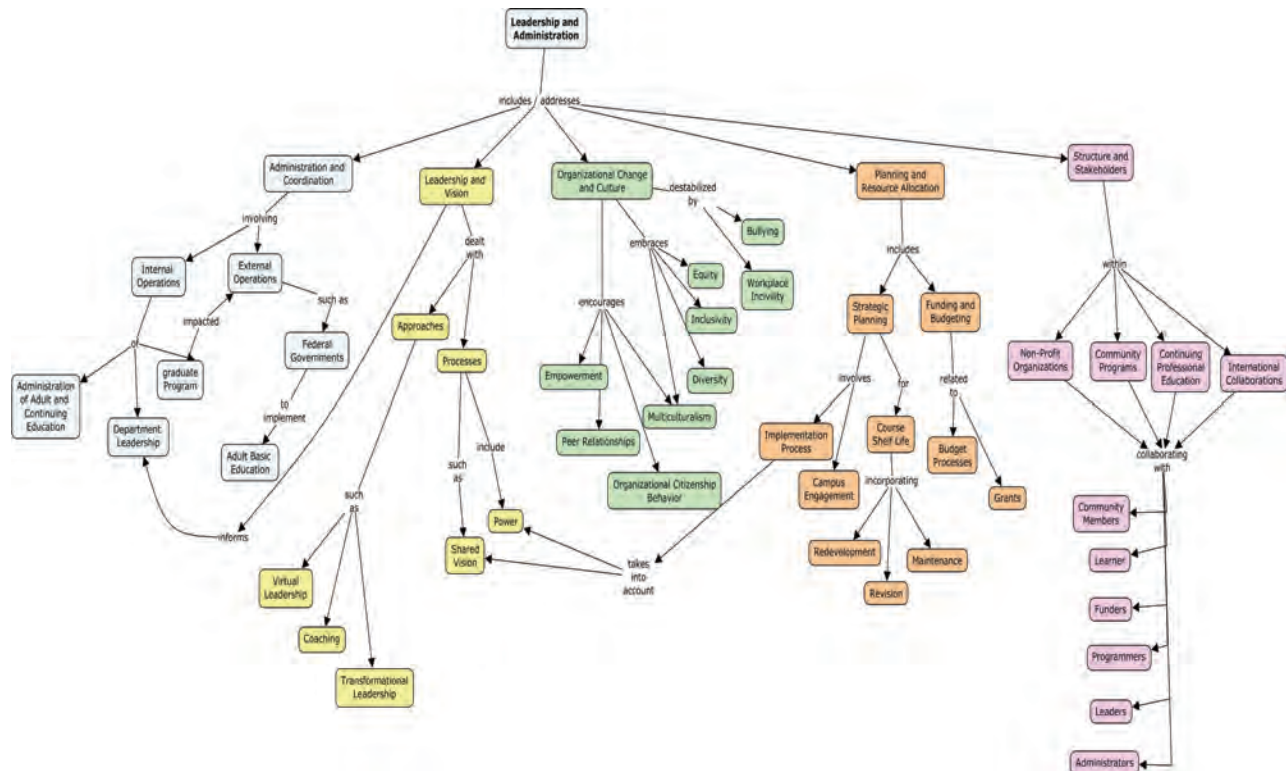 Leadership and
Administration
includes / addresses
Administration and
Coordination
Leadership and
Vision
Organizational Change
and Culture
Planning and
Resource Allocation
Structure and
Stakeholders
involving
Internal
Operations
External
Operations
impacted
such as
of
graduate
Program
Federal
Governments
Administration
of Adult and
Continuing
Education
Department
Leadership
to
implement
Adult Basic
Education
informs
dealt
with
Approaches
Processes
such
as
include
such
as
Power
Shared
Vision
Virtual
Leadership
Coaching
Transformational
Leadership
destabilized
by
Bullying
Workplace
Incivility
embraces
Equity
Inclusivity
Diversity
Multiculturalism
encourages
Empowerment
Peer Relationships
Organizational Citizenship
Behavior
includes
Strategic
Planning
Funding and
Budgeting
involves
for
related
to
Implementation
Process
Campus
Engagement
Course
Shelf Life
Budget
Processes
Grants
incorporating
Redevelopment
Revision
Maintenance
takes
into
account
within
Non-Profit
Organizations
Community
Programs
Continuing
Professional
Education
International
Collaborations
collaborating
with
Community
Members
Learner
Funders
Programmers
Leaders
Administrators